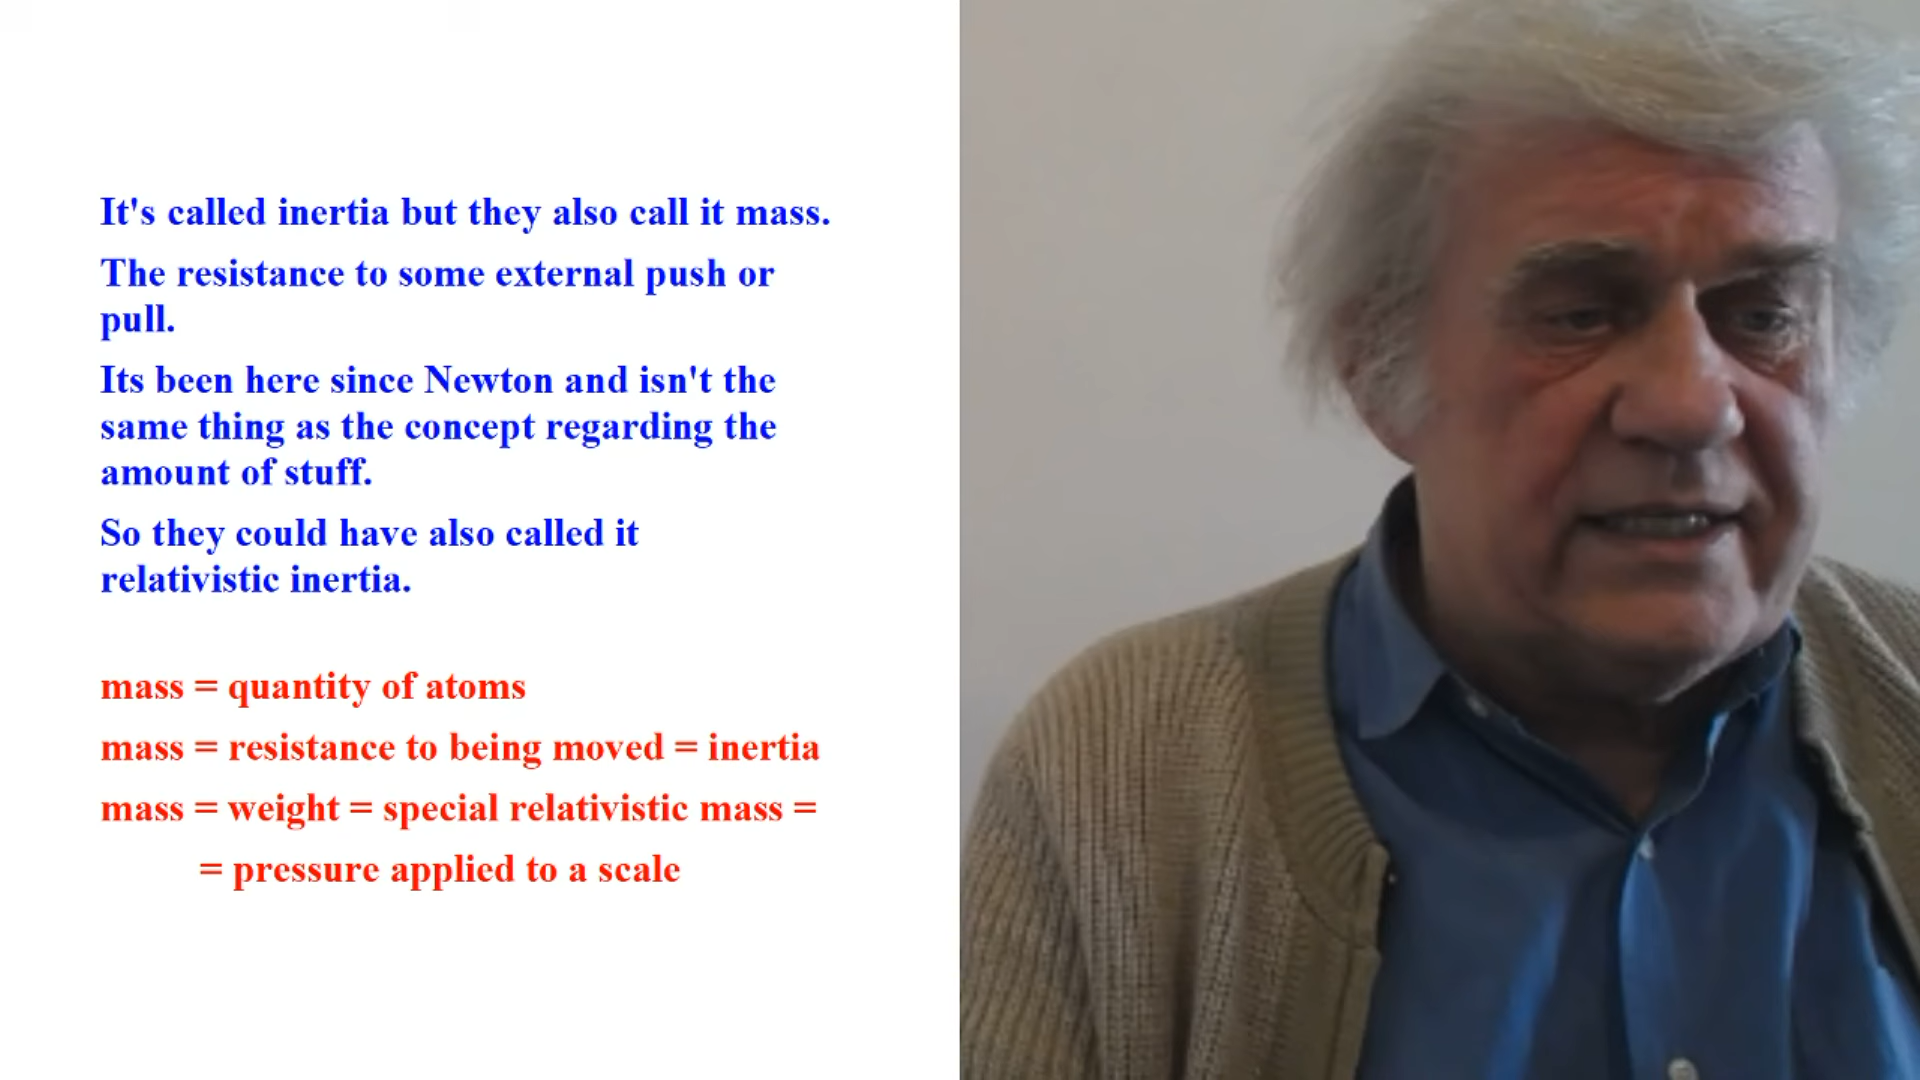 It's called inertia but they also call it mass.
The resistance to some external push or
pull.
Its been here since Newton and isn't the
same thing as the concept regarding the
amount of stuff.
So they could have also called it
relativistic inertia.
mass = quantity of atoms
mass = resistance to being moved = inertia
mass = weight = special relativistic mass =
= pressure applied to a scale